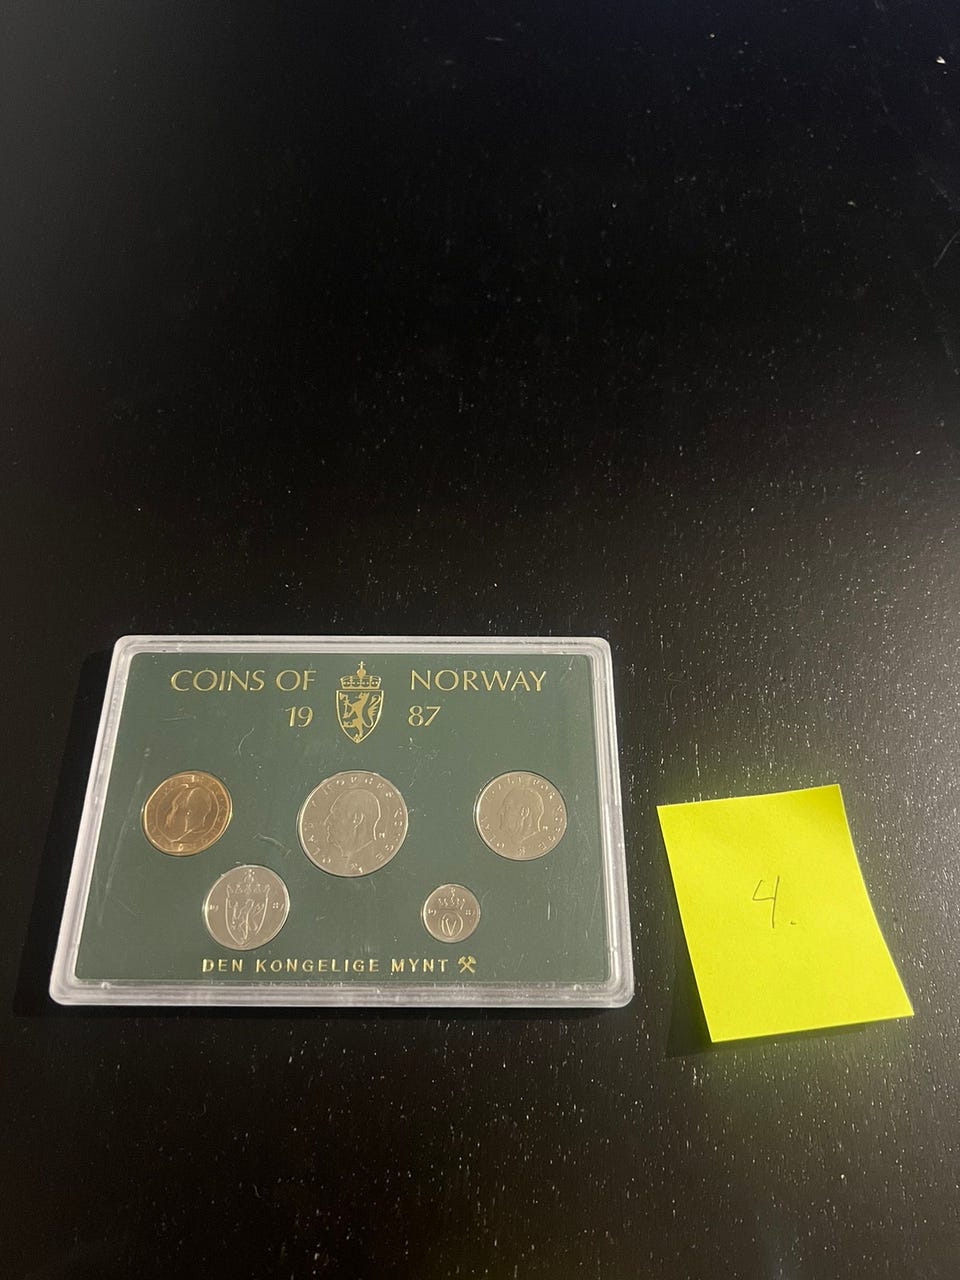 COINS OF NORWAY
19 87
DEN KONGELIGE MYNT
4.